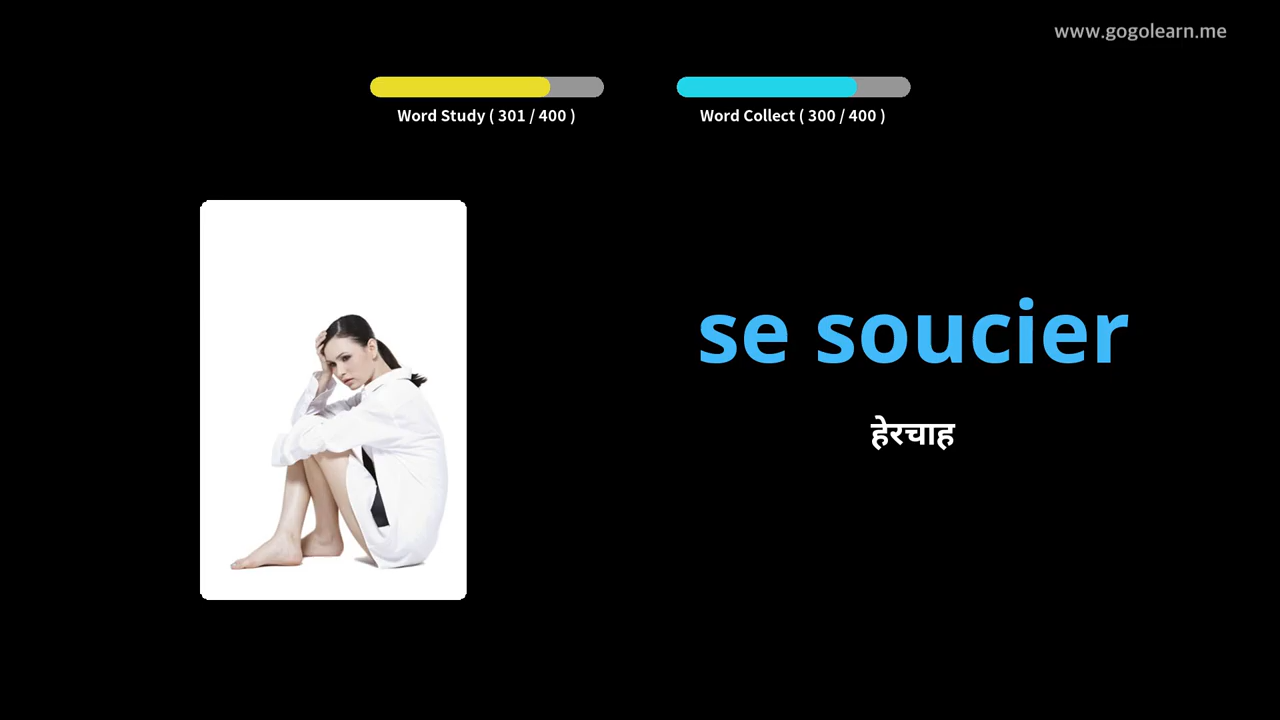 www.gogolearn.me
Word Study ( 301 / 400 )
Word Collect ( 300 / 400 )
se soucier
हेरचाह